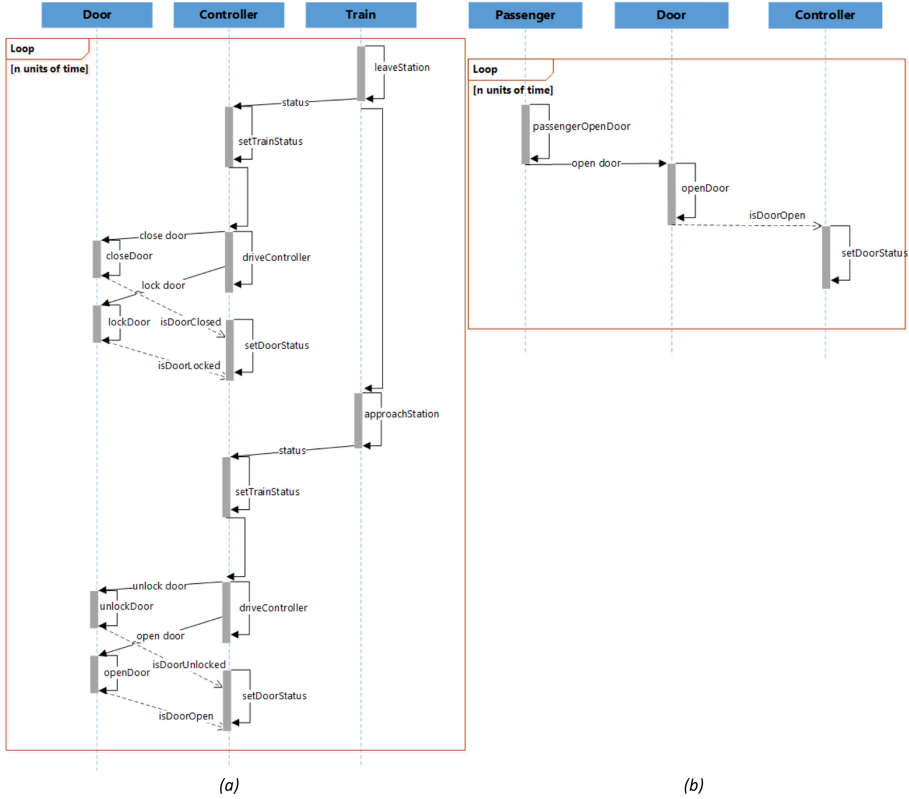 Door
Controller
Train
Loop
[n units of time]
leaveStation
status
setTrainStatus
close door
closeDoor
driveController
lock door
lockDoor
isDoorClosed
setDoorStatus
isDoorLocked
approachStation
status
setTrainStatus
unlock door
unlockDoor
driveController
open door
isDoorUnlocked
openDoor
setDoorStatus
isDoorOpen
(a)
Passenger
Door
Controller
Loop
[n units of time]
passengerOpenDoor
open door
openDoor
isDoorOpen
setDoorStatus
(b)